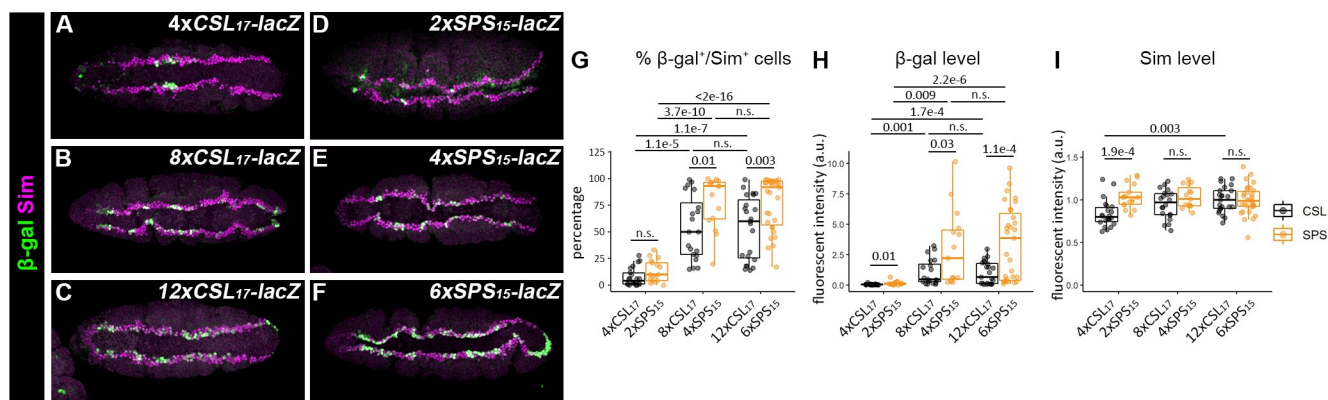 β-gal Sim
A 4xCSL17-lacZ
B 8xCSL17-lacZ
C 12xCSL17-lacZ
D 2xSPS15-lacZ
E 4xSPS15-lacZ
F 6xSPS15-lacZ
G % β-gal+/Sim+ cells
<2e-16
3.7e-10 n.s.
1.1e-7
1.1e-5 n.s.
0.01 0.003
n.s.
percentage
125
100
75
50
25
0
4xCSL17
2xSPS15
8xCSL17
4xSPS15
12xCSL17
6xSPS15
H β-gal level
2.2e-6
0.009 n.s.
1.7e-4
0.001 n.s.
0.03 1.1e-4
0.01
fluorescent intensity (a.u.)
10.0
7.5
5.0
2.5
0.0
4xCSL17
2xSPS15
8xCSL17
4xSPS15
12xCSL17
6xSPS15
I Sim level
0.003
1.9e-4 n.s. n.s.
fluorescent intensity (a.u.)
1.5
1.0
0.5
0.0
4xCSL17
2xSPS15
8xCSL17
4xSPS15
12xCSL17
6xSPS15
CSL
SPS